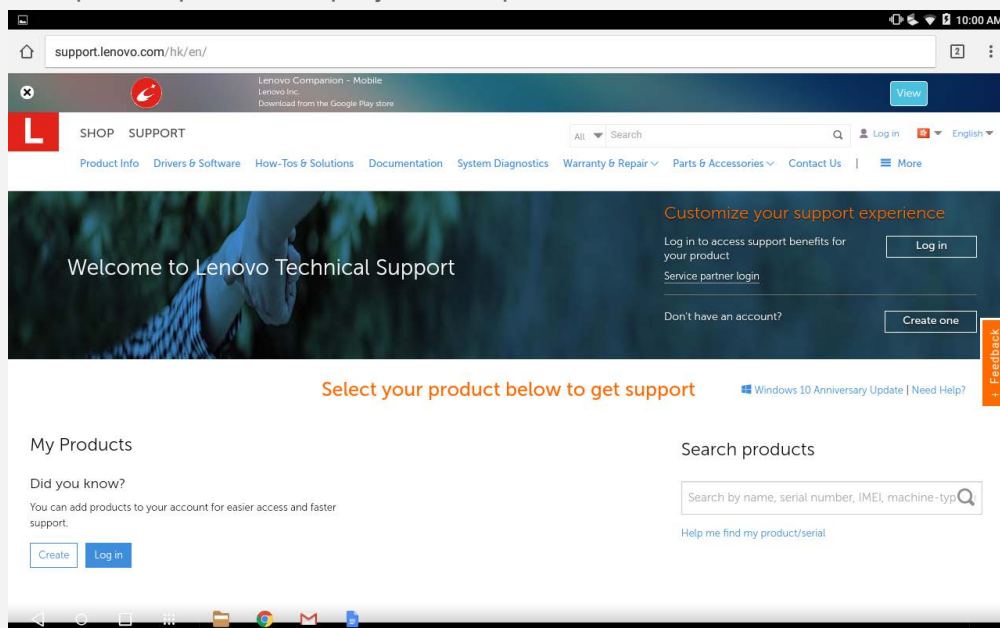 10:00 AM
support.lenovo.com/hk/en/
2
Lenovo Companion - Mobile
Lenovo Inc.
Download from the Google Play store
View
L
SHOP SUPPORT
All Search
Log in
English
Product Info Drivers & Software How-Tos & Solutions Documentation System Diagnostics Warranty & Repair Parts & Accessories Contact Us | More
Welcome to Lenovo Technical Support
Customize your support experience
Log in to access support benefits for
your product
Log in
Service partner login
Don't have an account?
Create one
+ Feedback
Select your product below to get support
Windows 10 Anniversary Update | Need Help?
My Products
Did you know?
You can add products to your account for easier access and faster
support.
Create Log in
Search products
Search by name, serial number, IMEI, machine-typ
Help me find my product/serial